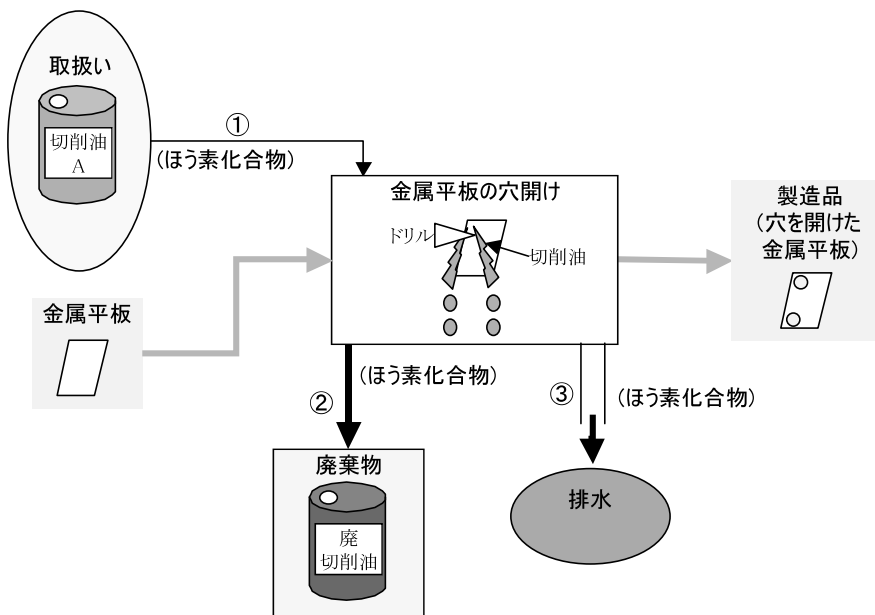 取扱い
切削油
A
①
(ほう素化合物)
金属平板の穴開け
ドリル
切削油
製造品
(穴を開けた
金属平板)
金属平板
②
(ほう素化合物)
③
(ほう素化合物)
廃棄物
廃
切削油
排水